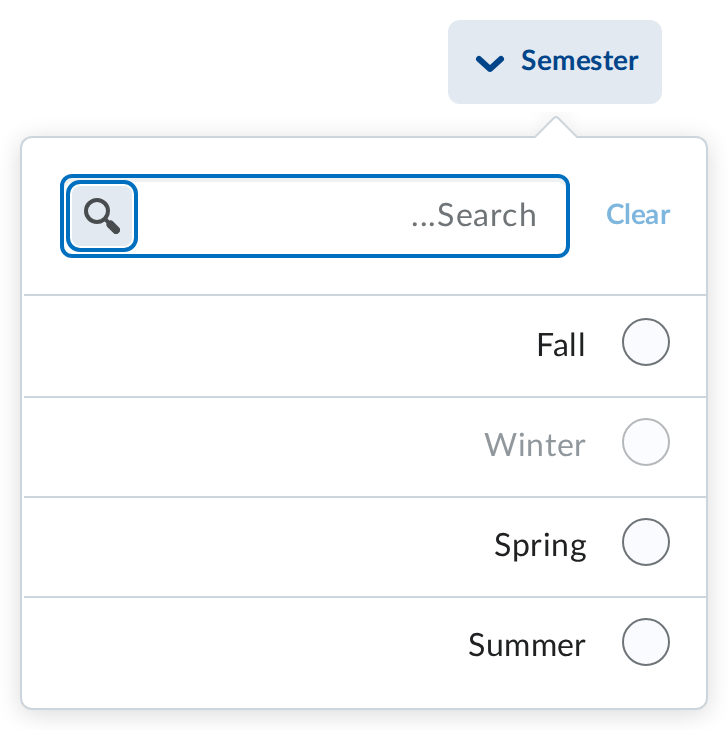 Semester
...Search
Clear
Fall
Winter
Spring
Summer